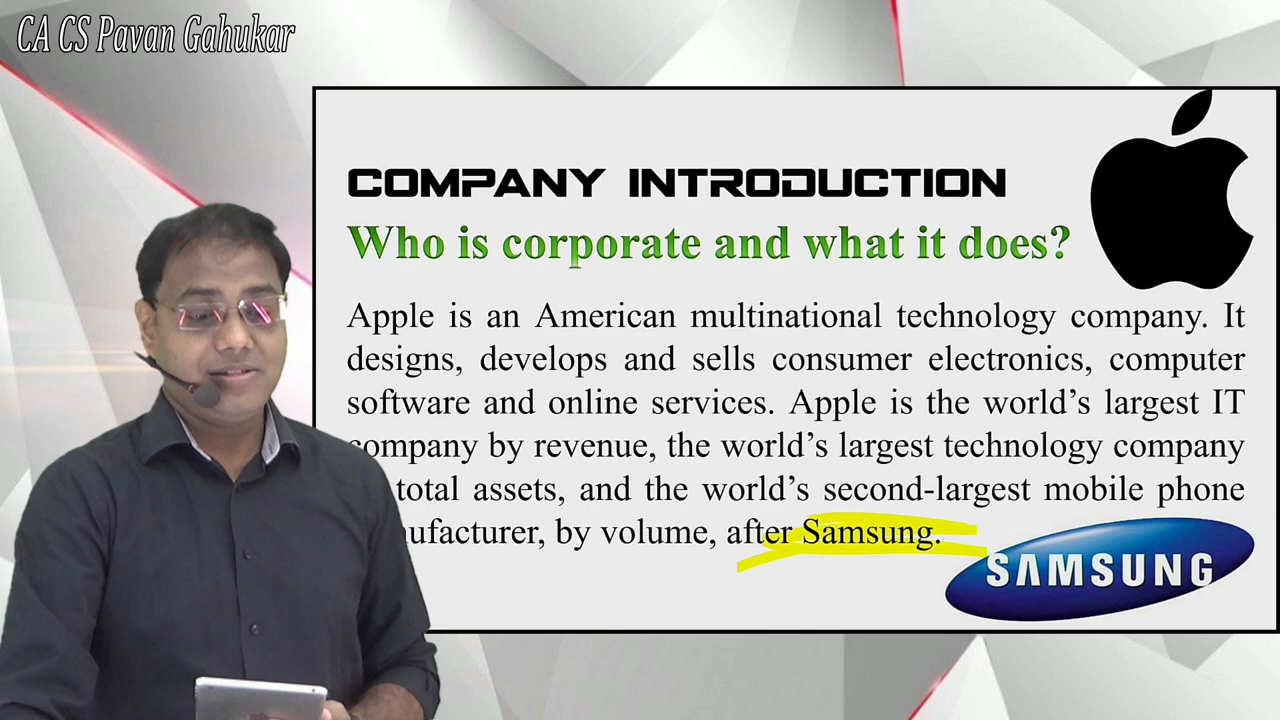 CA CS Pavan Gahukar
COMPANY INTRODUCTION
Who is corporate and what it does?
Apple is an American multinational technology company. It
designs, develops and sells consumer electronics, computer
software and online services. Apple is the world’s largest IT
company by revenue, the world’s largest technology company
total assets, and the world’s second-largest mobile phone
ufacturer, by volume, after Samsung.
SAMSUNG